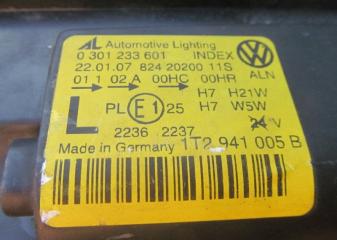 AL Automotive Lighting
0 301 233 601 INDEX
22.01.07 824 20200 11S
01 1 02 A 00HC 00HR ALN
H7 H21W
L PL E1 25 H7 W5W
2236 2237 24 V
Made in Germany 1T2 941 005 B